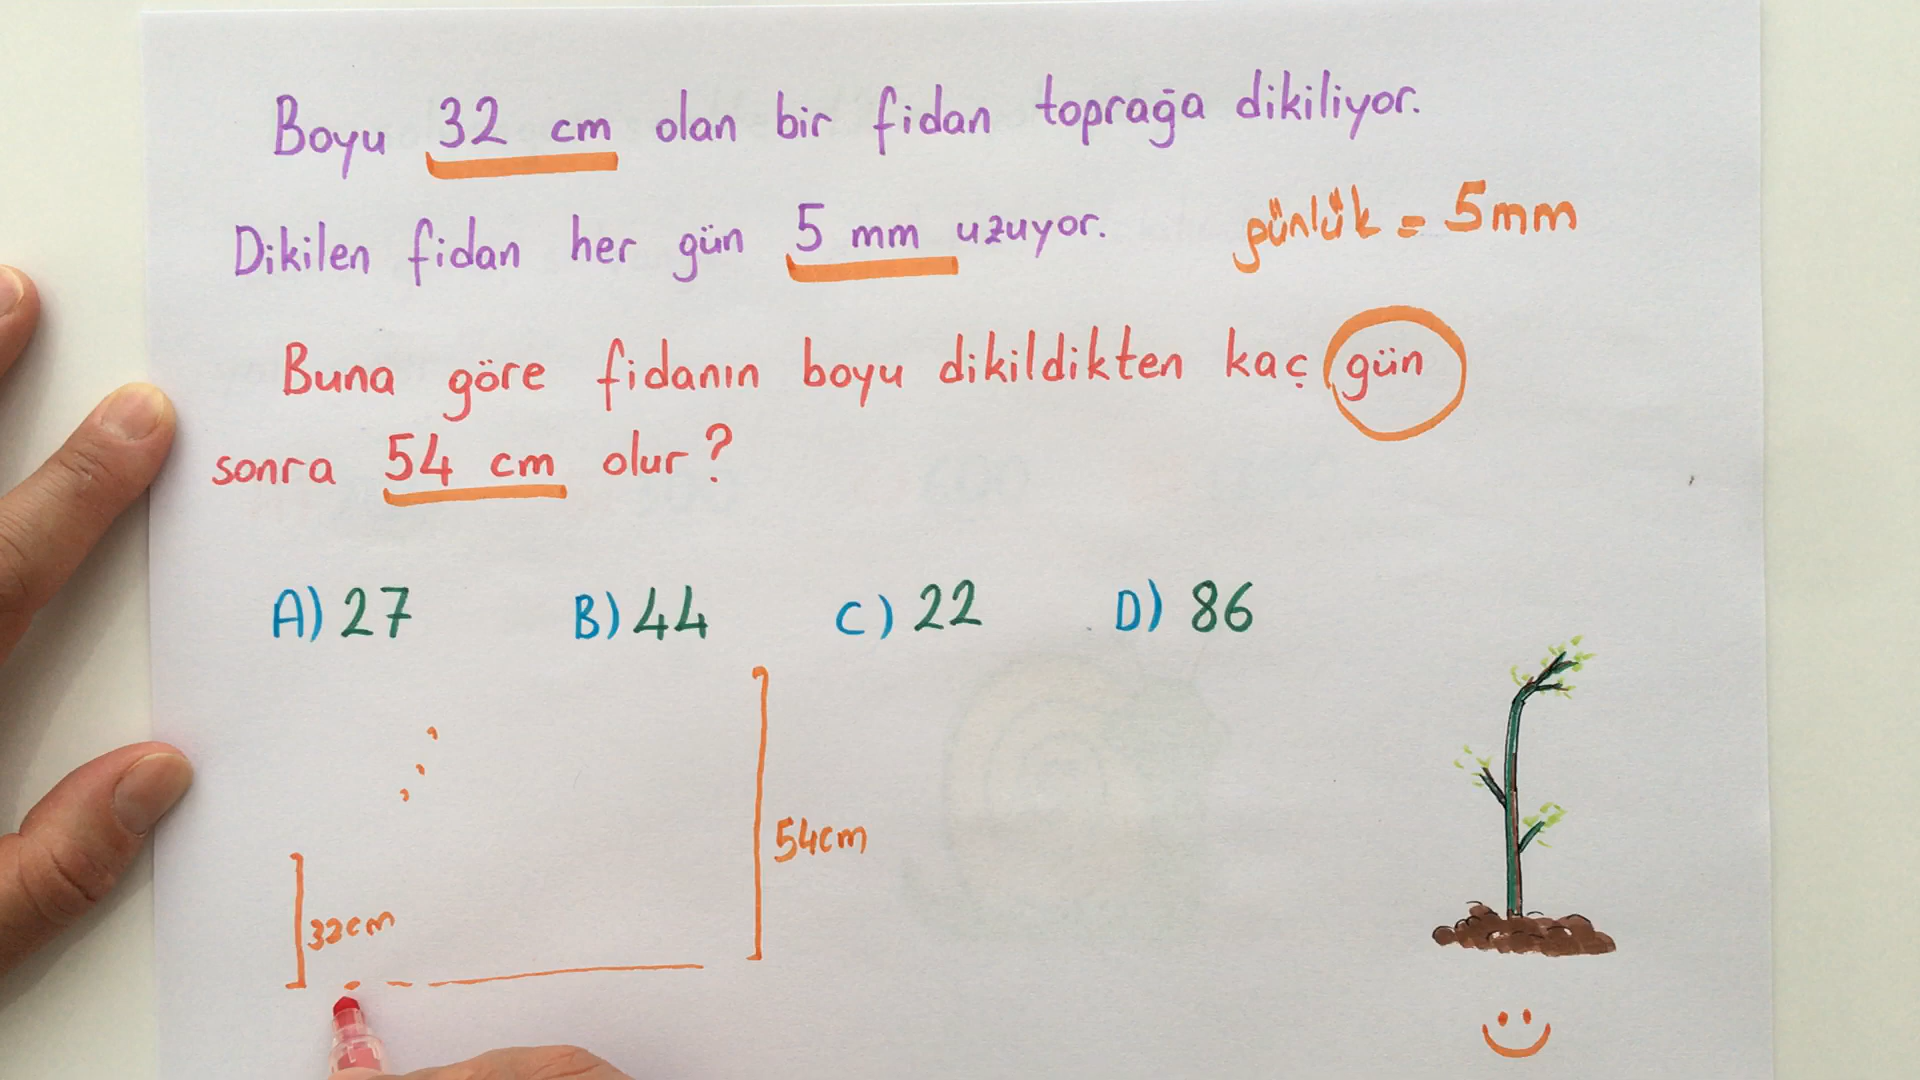 Boyu 32 cm olan bir fidan toprağa dikiliyor.
Dikilen fidan her gün 5 mm uzuyor. günlük = 5mm
Buna göre fidanın boyu dikildikten kaç gün
sonra 54 cm olur?
A) 27 B) 44 C) 22 D) 86
54cm
32cm